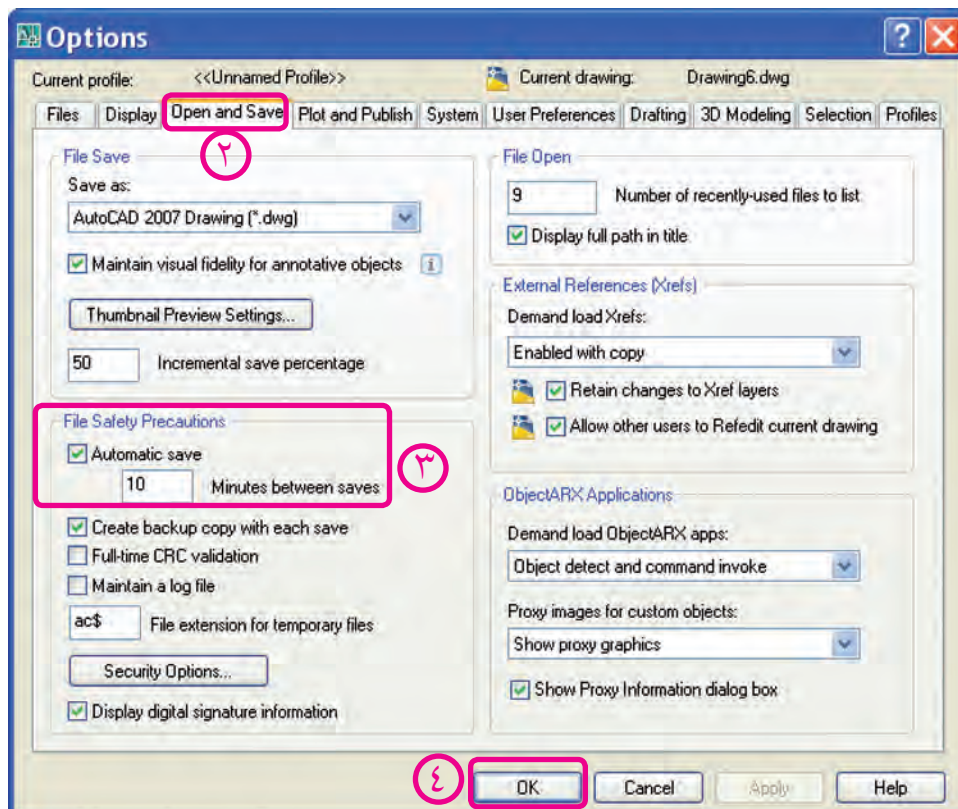 Options
Current profile: <<Unnamed Profile>> Current drawing: Drawing6.dwg
Files Display Open and Save Plot and Publish System User Preferences Drafting 3D Modeling Selection Profiles
٢
File Save
Save as:
AutoCAD 2007 Drawing (*.dwg)
Maintain visual fidelity for annotative objects i
Thumbnail Preview Settings...
50 Incremental save percentage
File Safety Precautions
Automatic save
10 Minutes between saves
٣
Create backup copy with each save
Full-time CRC validation
Maintain a log file
ac$ File extension for temporary files
Security Options...
Display digital signature information
File Open
9 Number of recently-used files to list
Display full path in title
External References (Xrefs)
Demand load Xrefs:
Enabled with copy
Retain changes to Xref layers
Allow other users to Refedit current drawing
ObjectARX Applications
Demand load ObjectARX apps:
Object detect and command invoke
Proxy images for custom objects:
Show proxy graphics
Show Proxy Information dialog box
٤
OK Cancel Apply Help